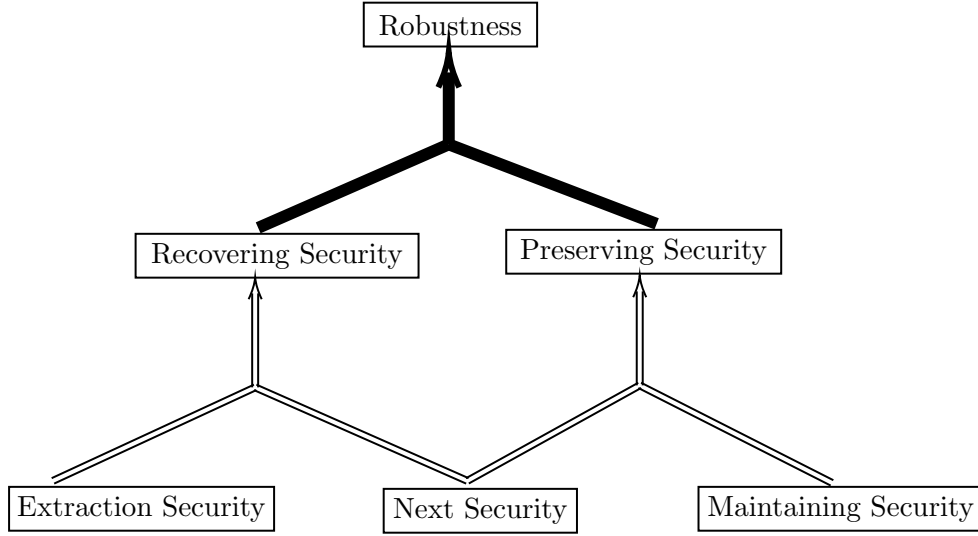 Robustness
Recovering Security
Preserving Security
Extraction Security
Next Security
Maintaining Security